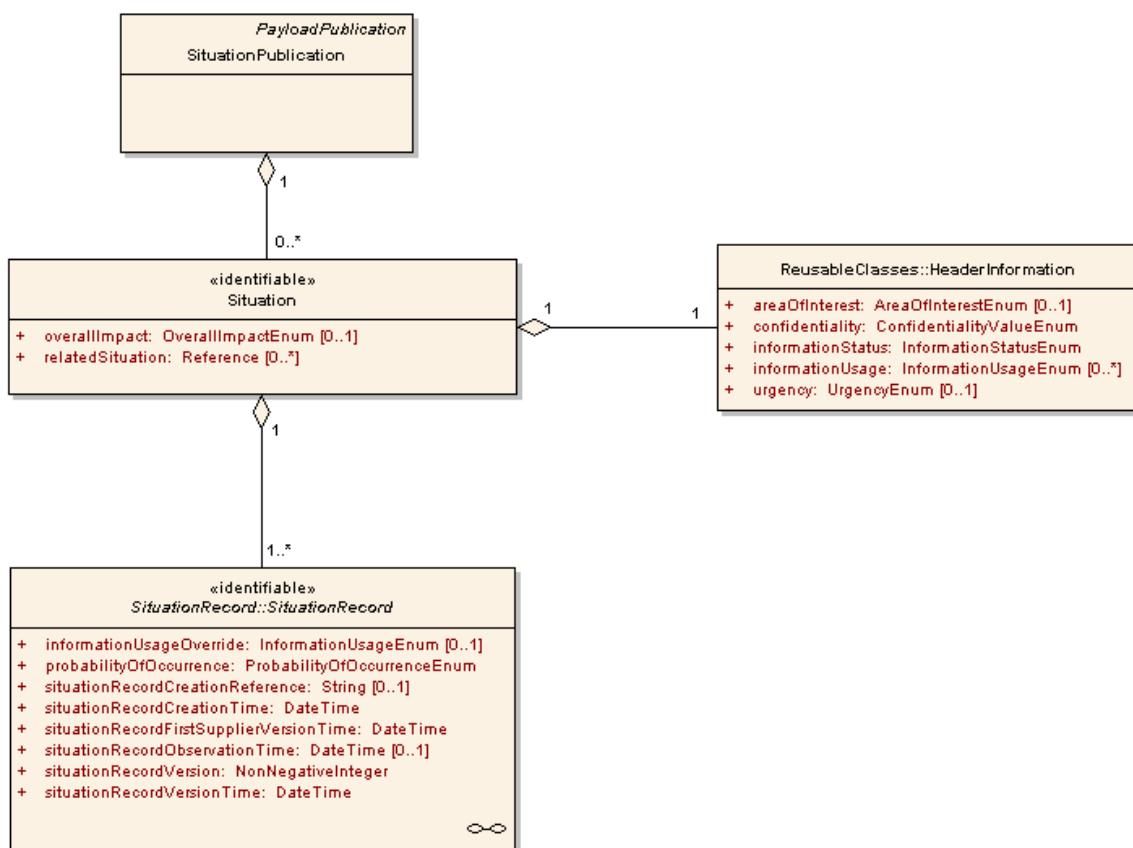 PayloadPublication
SituationPublication
1
0..*
«identifiable»
Situation
+ overallImpact: OverallImpactEnum [0..1]
+ relatedSituation: Reference [0..*]
1
1
ReusableClasses::HeaderInformation
+ areaOfInterest: AreaOfInterestEnum [0..1]
+ confidentiality: ConfidentialityValueEnum
+ informationStatus: InformationStatusEnum
+ informationUsage: InformationUsageEnum [0..*]
+ urgency: UrgencyEnum [0..1]
1
1..*
«identifiable»
SituationRecord::SituationRecord
+ informationUsageOverride: InformationUsageEnum [0..1]
+ probabilityOfOccurrence: ProbabilityOfOccurrenceEnum
+ situationRecordCreationReference: String [0..1]
+ situationRecordCreationTime: DateTime
+ situationRecordFirstSupplierVersionTime: DateTime
+ situationRecordObservationTime: DateTime [0..1]
+ situationRecordVersion: NonNegativeInteger
+ situationRecordVersionTime: DateTime